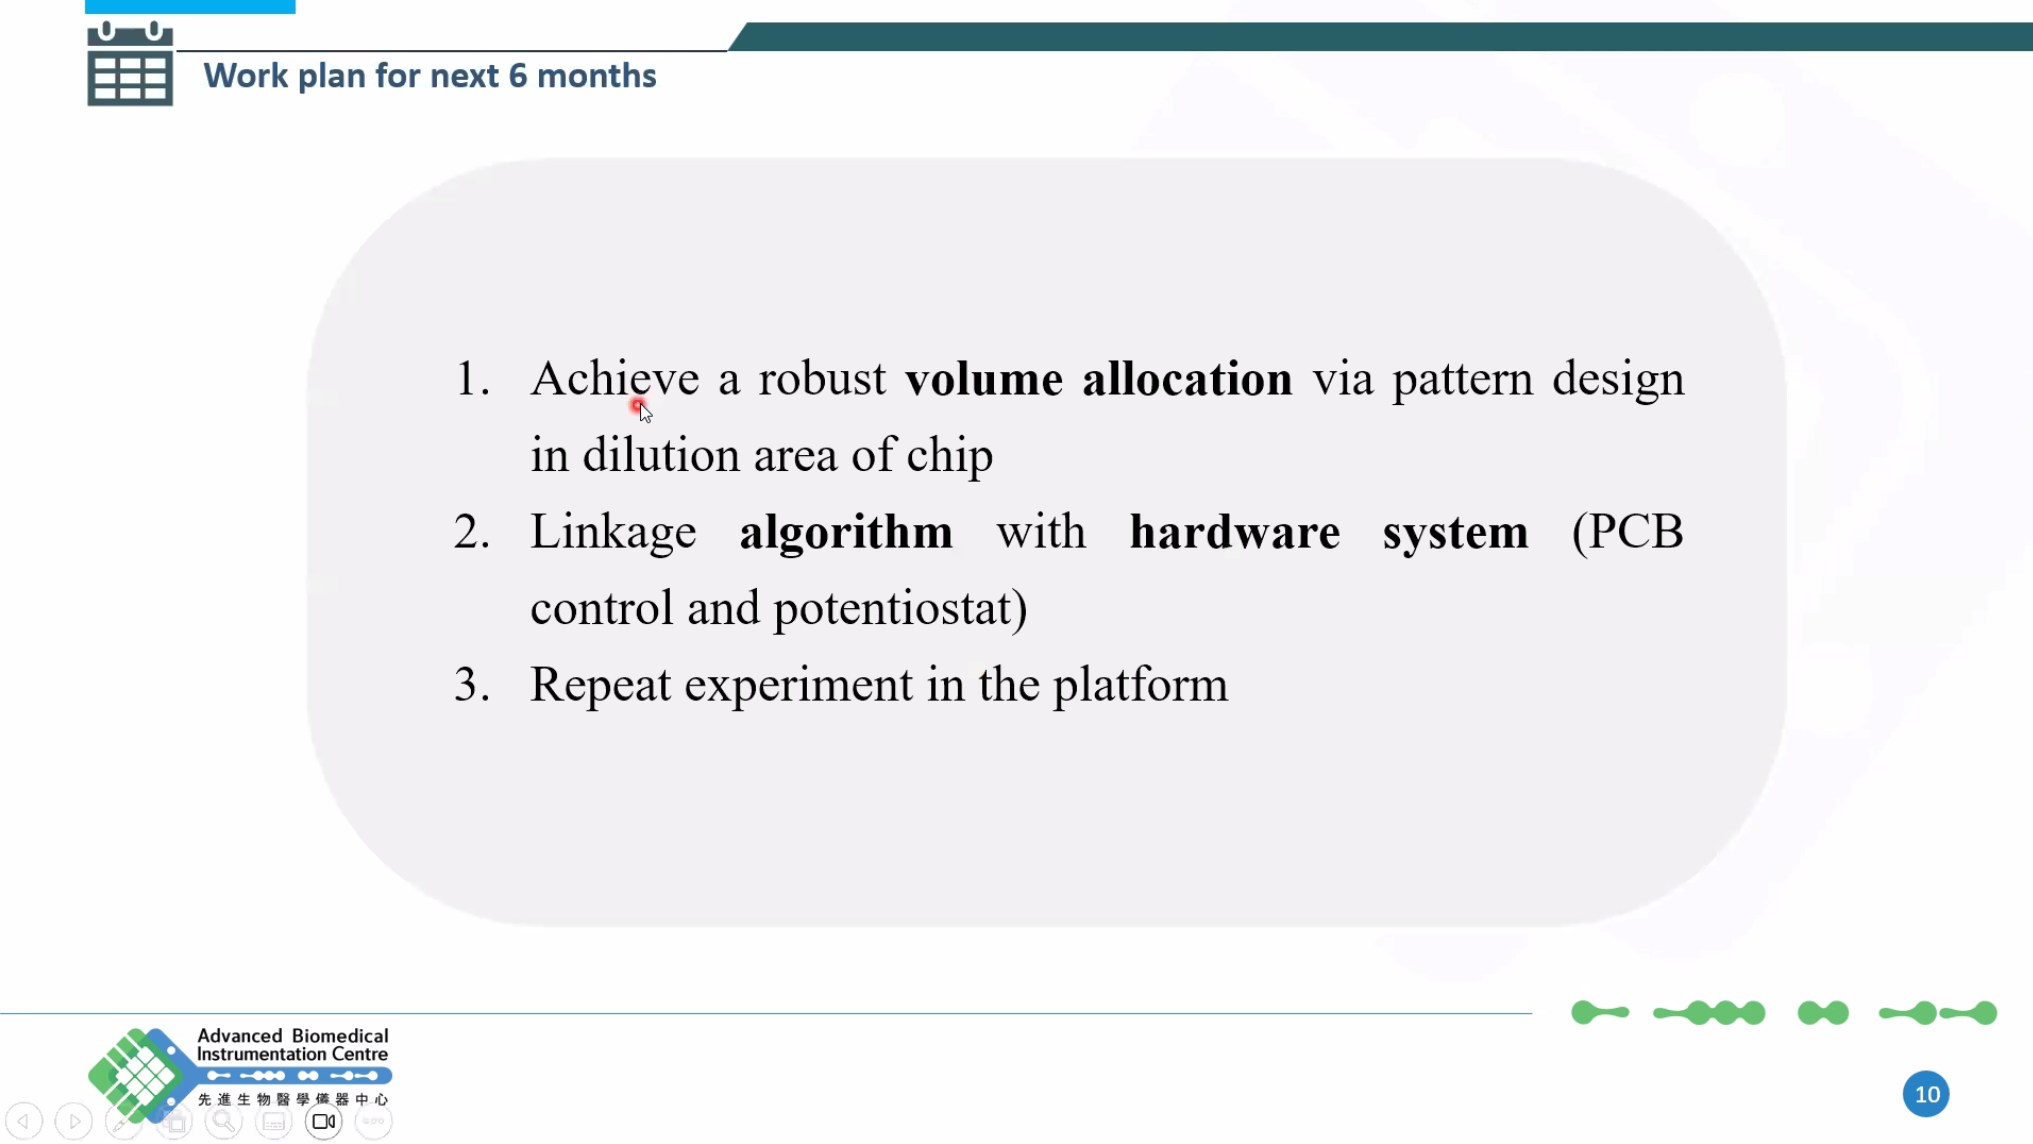 Work plan for next 6 months
1. Achieve a robust volume allocation via pattern design
in dilution area of chip
2. Linkage algorithm with hardware system (PCB
control and potentiostat)
3. Repeat experiment in the platform
Advanced Biomedical
Instrumentation Centre
先進生物醫學儀器中心
10